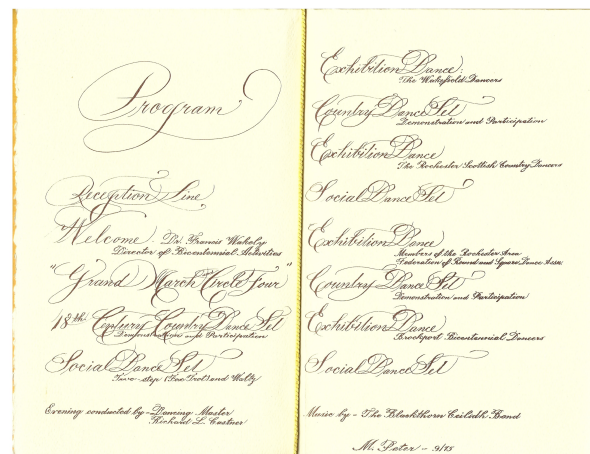 Program
Reception Line
Welcome Dr. Francis Wakely
Director of Bicentennial Activities
"Grand March Circle Four"
18th Century Country Dance Set
Demonstration and Participation
Social Dance Set
Two-step (Fox Trot) and Waltz
Evening conducted by - Dancing Master
Richard L. Castner
Exhibition Dance:
The Wakefield Dancers
Country Dance Set
Demonstration and Participation
Exhibition Dance
The Rochester Scottish Country Dancers
Social Dance Set
Exhibition Dance
Members of the Rochester Area
Federation of Round and Square Dance Assn.
Country Dance Set
Demonstration and Participation
Exhibition Dance
Brockport Bicentennial Dancers
Social Dance Set
Music by - The Blackthorn Ceilidh Band
M. Peter -